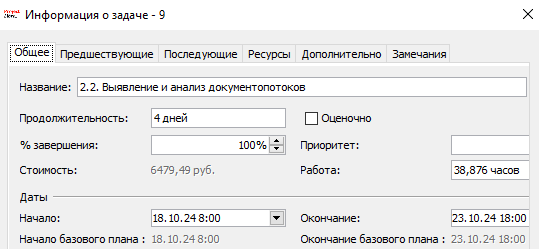 Информация о задаче - 9
Общее Предшествующие Последующие Ресурсы Дополнительно Замечания
Название: 2.2. Выявление и анализ документопотоков
Продолжительность: 4 дней Оценочно
% завершения: 100% Приоритет:
Стоимость: 6479,49 руб. Работа: 38,876 часов
Даты
Начало: 18.10.24 8:00 Окончание: 23.10.24 18:00
Начало базового плана : 18.10.24 8:00 Окончание базового плана : 23.10.24 18:00